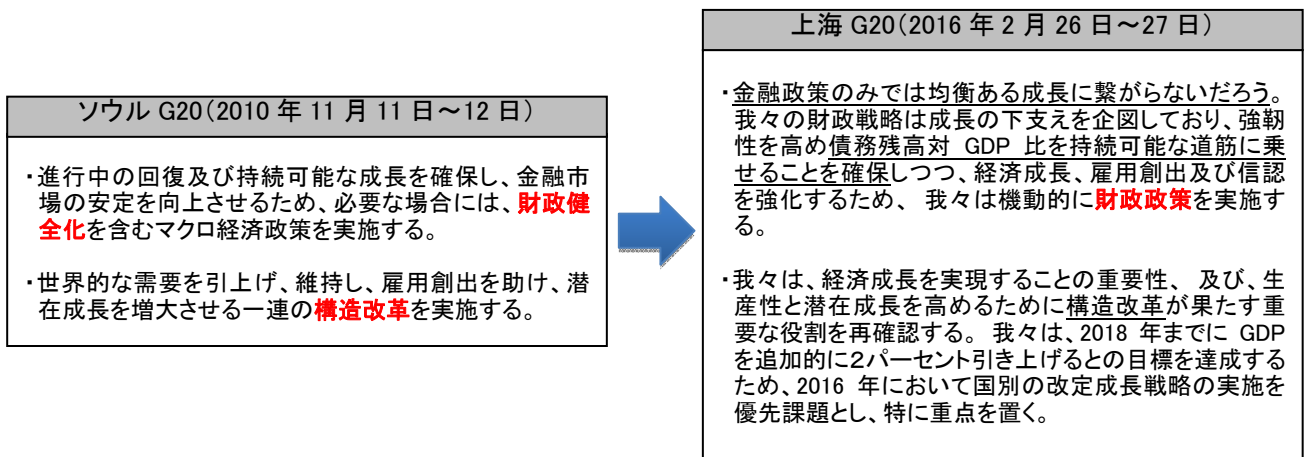 ソウル G20(2010 年 11 月 11 日～12 日)
・進行中の回復及び持続可能な成長を確保し、金融市
場の安定を向上させるため、必要な場合には、財政健
全化を含むマクロ経済政策を実施する。
・世界的な需要を引上げ、維持し、雇用創出を助け、潜
在成長を増大させる一連の構造改革を実施する。
上海 G20(2016 年 2 月 26 日～27 日)
・金融政策のみでは均衡ある成長に繋がらないだろう。
我々の財政戦略は成長の下支えを企図しており、強靭
性を高め債務残高対 GDP 比を持続可能な道筋に乗
せることを確保しつつ、経済成長、雇用創出及び信認
を強化するため、 我々は機動的に財政政策を実施す
る。
・我々は、経済成長を実現することの重要性、 及び、生
産性と潜在成長を高めるために構造改革が果たす重
要な役割を再確認する。 我々は、2018 年までに GDP
を追加的に２パーセント引き上げるとの目標を達成する
ため、2016 年において国別の改定成長戦略の実施を
優先課題とし、特に重点を置く。